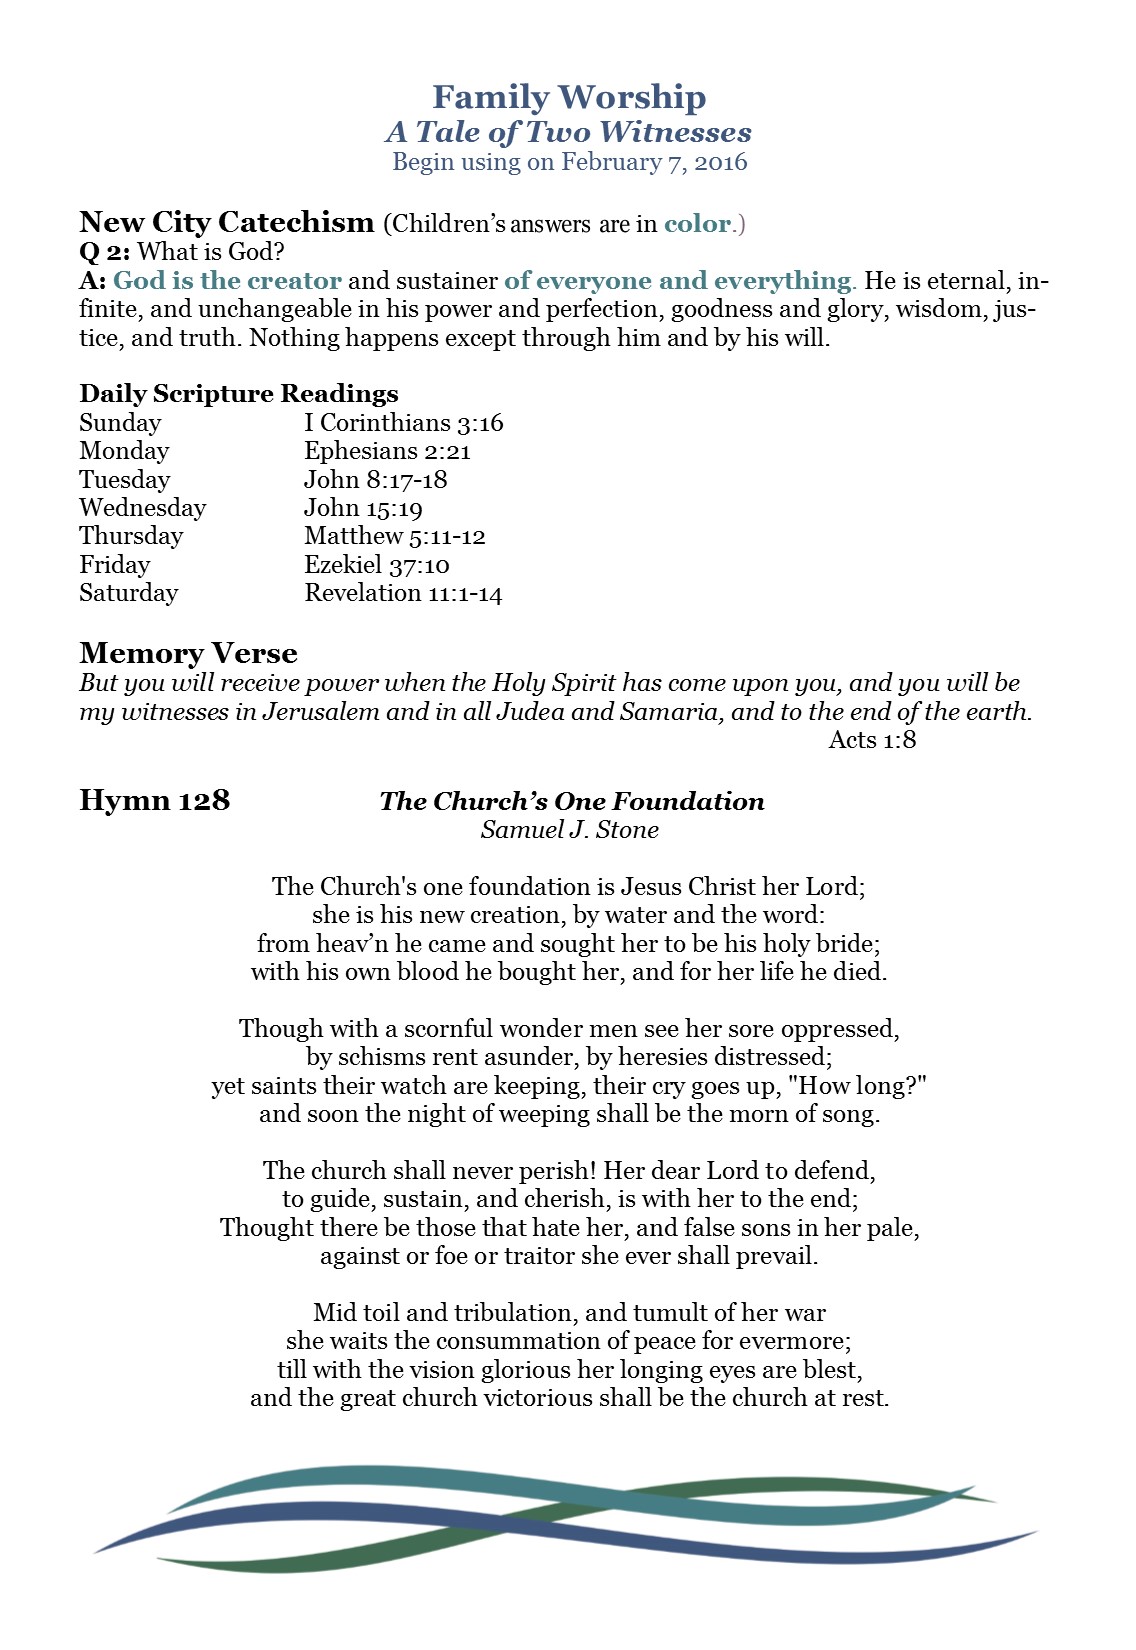 Family Worship
A Tale of Two Witnesses
Begin using on February 7, 2016
New City Catechism (Children’s answers are in color.)
Q 2: What is God?
A: God is the creator and sustainer of everyone and everything. He is eternal, in-
finite, and unchangeable in his power and perfection, goodness and glory, wisdom, jus-
tice, and truth. Nothing happens except through him and by his will.
Daily Scripture Readings
Sunday I Corinthians 3:16
Monday Ephesians 2:21
Tuesday John 8:17-18
Wednesday John 15:19
Thursday Matthew 5:11-12
Friday Ezekiel 37:10
Saturday Revelation 11:1-14
Memory Verse
But you will receive power when the Holy Spirit has come upon you, and you will be
my witnesses in Jerusalem and in all Judea and Samaria, and to the end of the earth.
Acts 1:8
Hymn 128 The Church’s One Foundation
Samuel J. Stone
The Church's one foundation is Jesus Christ her Lord;
she is his new creation, by water and the word:
from heav’n he came and sought her to be his holy bride;
with his own blood he bought her, and for her life he died.
Though with a scornful wonder men see her sore oppressed,
by schisms rent asunder, by heresies distressed;
yet saints their watch are keeping, their cry goes up, "How long?"
and soon the night of weeping shall be the morn of song.
The church shall never perish! Her dear Lord to defend,
to guide, sustain, and cherish, is with her to the end;
Thought there be those that hate her, and false sons in her pale,
against or foe or traitor she ever shall prevail.
Mid toil and tribulation, and tumult of her war
she waits the consummation of peace for evermore;
till with the vision glorious her longing eyes are blest,
and the great church victorious shall be the church at rest.